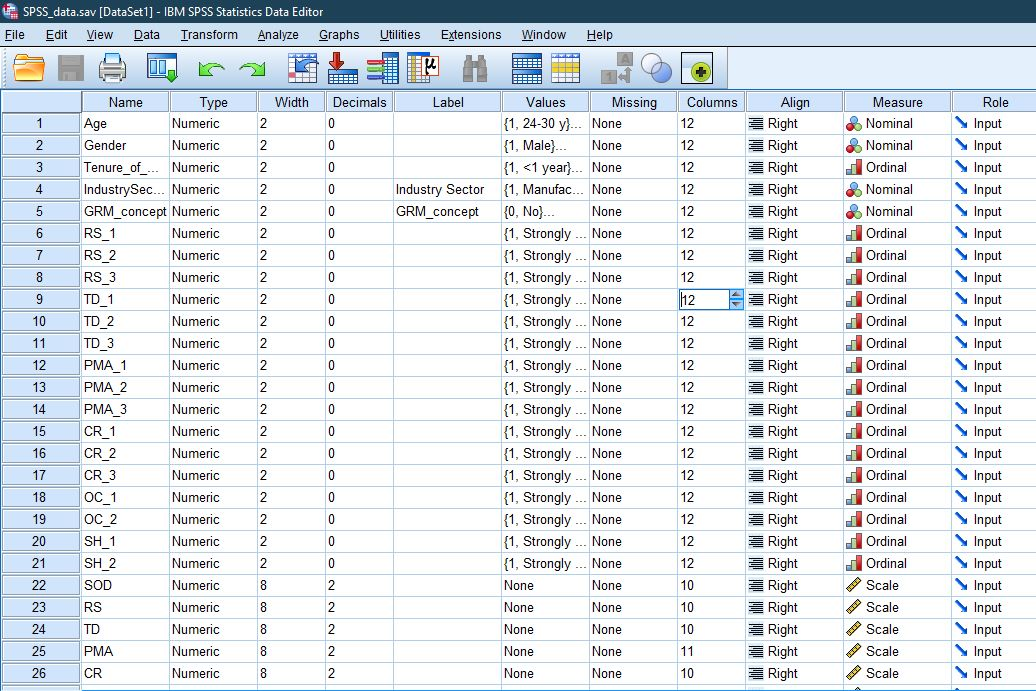 SPSS_data.sav [DataSet1] - IBM SPSS Statistics Data Editor
File Edit View Data Transform Analyze Graphs Utilities Extensions Window Help
Name Type Width Decimals Label Values Missing Columns Align Measure Role
1 Age Numeric 2 0 {1, 24-30 y}... None 12 Right Nominal Input
2 Gender Numeric 2 0 {1, Male}... None 12 Right Nominal Input
3 Tenure_of_... Numeric 2 0 {1, <1 year}... None 12 Right Ordinal Input
4 IndustrySec... Numeric 2 0 Industry Sector {1, Manufac... None 12 Right Nominal Input
5 GRM_concept Numeric 2 0 GRM_concept {0, No}... None 12 Right Nominal Input
6 RS_1 Numeric 2 0 {1, Strongly ... None 12 Right Ordinal Input
7 RS_2 Numeric 2 0 {1, Strongly ... None 12 Right Ordinal Input
8 RS_3 Numeric 2 0 {1, Strongly ... None 12 Right Ordinal Input
9 TD_1 Numeric 2 0 {1, Strongly ... None 12 Right Ordinal Input
10 TD_2 Numeric 2 0 {1, Strongly ... None 12 Right Ordinal Input
11 TD_3 Numeric 2 0 {1, Strongly ... None 12 Right Ordinal Input
12 PMA_1 Numeric 2 0 {1, Strongly ... None 12 Right Ordinal Input
13 PMA_2 Numeric 2 0 {1, Strongly ... None 12 Right Ordinal Input
14 PMA_3 Numeric 2 0 {1, Strongly ... None 12 Right Ordinal Input
15 CR_1 Numeric 2 0 {1, Strongly ... None 12 Right Ordinal Input
16 CR_2 Numeric 2 0 {1, Strongly ... None 12 Right Ordinal Input
17 CR_3 Numeric 2 0 {1, Strongly ... None 12 Right Ordinal Input
18 OC_1 Numeric 2 0 {1, Strongly ... None 12 Right Ordinal Input
19 OC_2 Numeric 2 0 {1, Strongly ... None 12 Right Ordinal Input
20 SH_1 Numeric 2 0 {1, Strongly ... None 12 Right Ordinal Input
21 SH_2 Numeric 2 0 {1, Strongly ... None 12 Right Ordinal Input
22 SOD Numeric 8 2 None None 10 Right Scale Input
23 RS Numeric 8 2 None None 10 Right Scale Input
24 TD Numeric 8 2 None None 10 Right Scale Input
25 PMA Numeric 8 2 None None 11 Right Scale Input
26 CR Numeric 8 2 None None 10 Right Scale Input